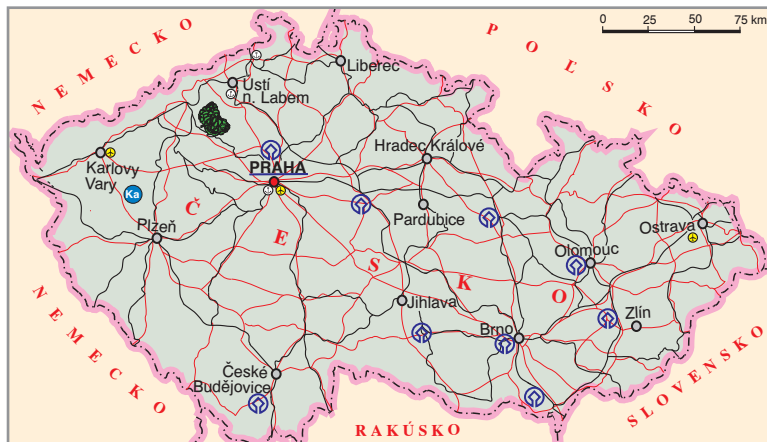 0 25 50 75 km
NEMECKO
POĽSKO
Liberec
Ústí
n. Labem
Hradec Králové
PRAHA
Karlovy
Vary
Ka
Pardubice
Plzeň
Ostrava
Olomouc
ČESKO
Jihlava
Zlín
Brno
NEMECKO
České
Budějovice
SLOVENSKO
RAKÚSKO